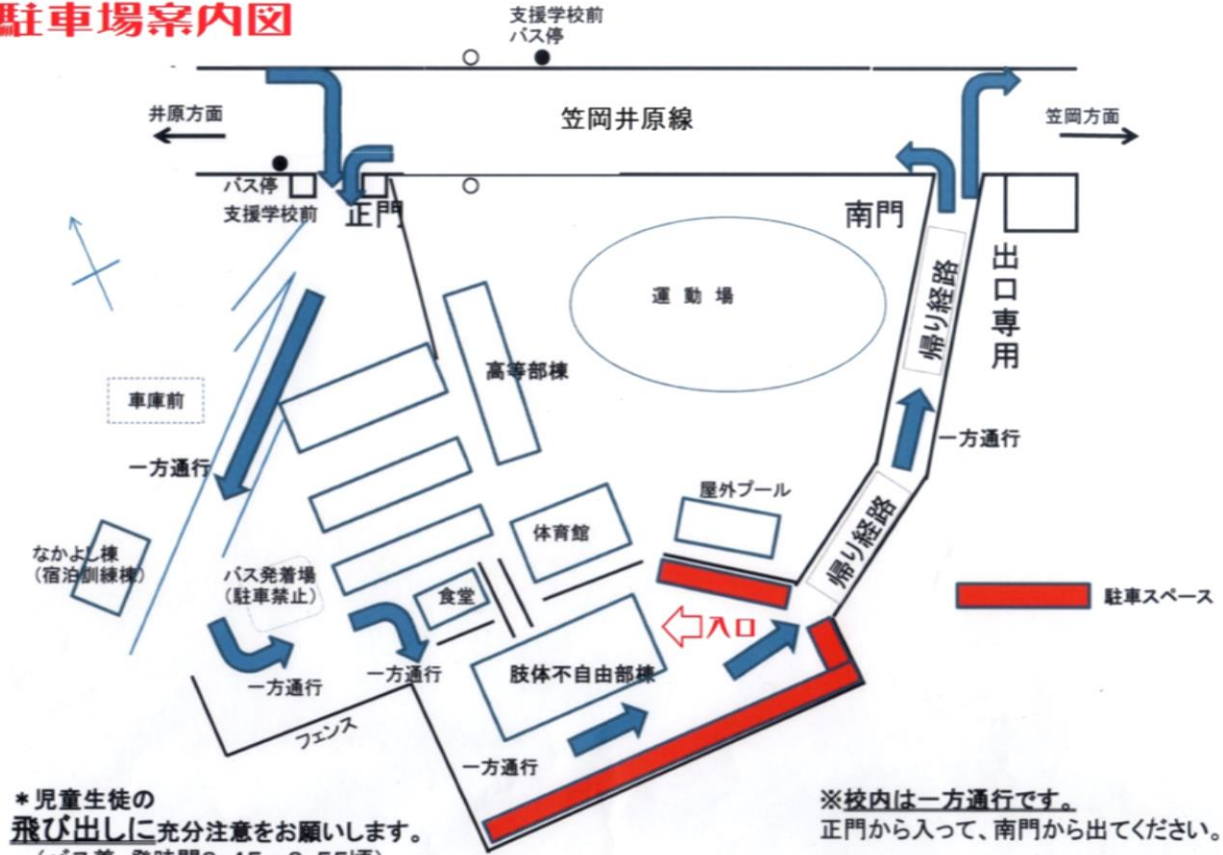 駐車場案内図
支援学校前
バス停
井原方面
笠岡井原線
笠岡方面
バス停
支援学校前
正門
南門
出口専用
運動場
帰り経路
高等部棟
車庫前
一方通行
一方通行
屋外プール
帰り経路
体育館
なかよし棟
(宿泊訓練棟)
バス発着場
(駐車禁止)
食堂
駐車スペース
入口
一方通行
一方通行
肢体不自由部棟
フェンス
一方通行
*児童生徒の
飛び出しに充分注意をお願いします。
※校内は一方通行です。
正門から入って、南門から出てください。